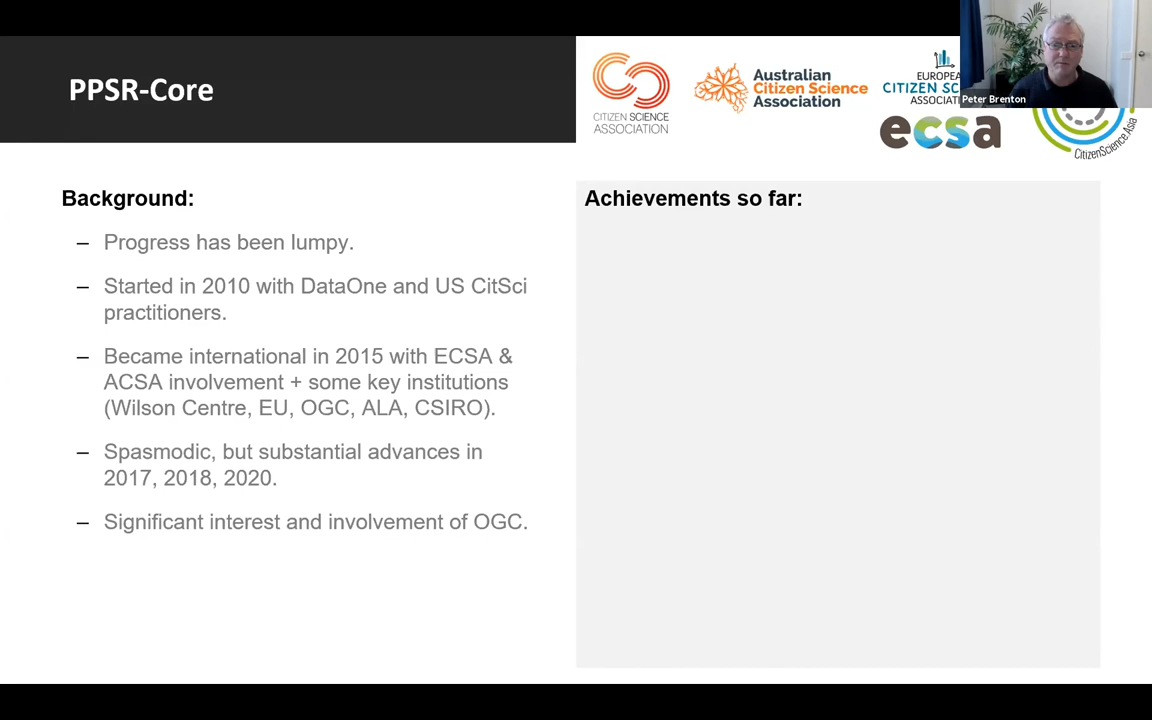 PPSR-Core
CITIZEN SCIENCE
ASSOCIATION
Australian
Citizen Science
Association
EUROPEA
CITIZEN SC
ASSOCIAT
ecsa
CitizenScience.Asia
Peter Brenton
Background:
– Progress has been lumpy.
– Started in 2010 with DataOne and US CitSci
practitioners.
– Became international in 2015 with ECSA &
ACSA involvement + some key institutions
(Wilson Centre, EU, OGC, ALA, CSIRO).
– Spasmodic, but substantial advances in
2017, 2018, 2020.
– Significant interest and involvement of OGC.
Achievements so far: